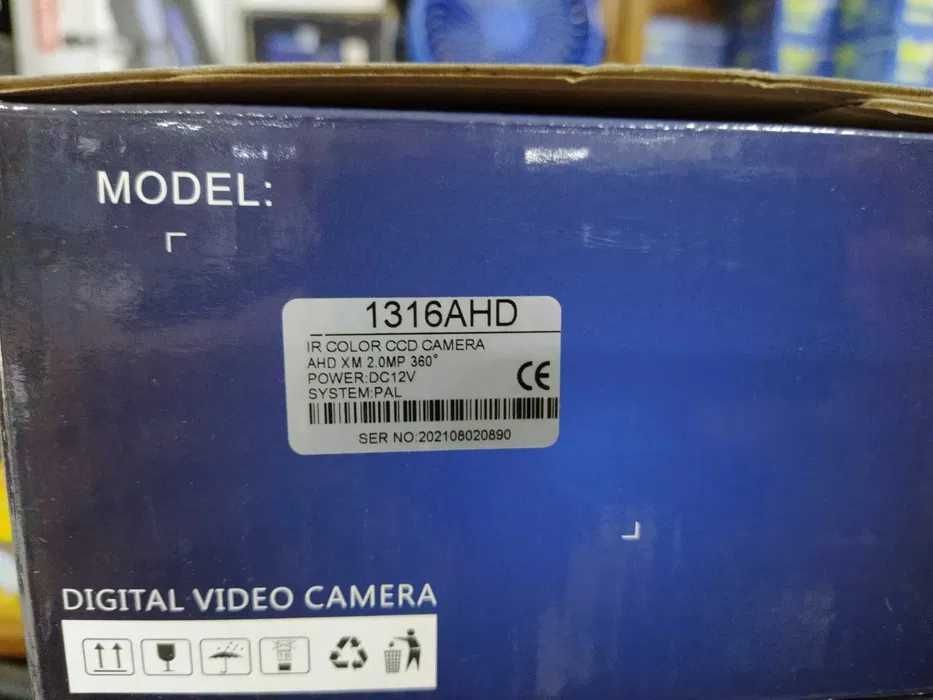 MODEL:
1316AHD
IR COLOR CCD CAMERA
AHD XM 2.0MP 360°
POWER:DC12V
SYSTEM:PAL
CE
SER NO:202108020890
DIGITAL VIDEO CAMERA